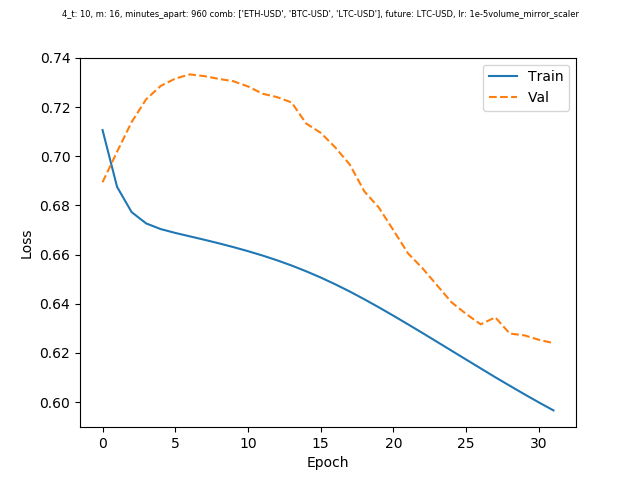 4_t: 10, m: 16, minutes_apart: 960 comb: ['ETH-USD', 'BTC-USD', 'LTC-USD'], future: LTC-USD, lr: 1e-5volume_mirror_scaler
0.74
0.72
0.70
0.68
0.66
0.64
0.62
0.60
Loss
Train
Val
0 5 10 15 20 25 30
Epoch